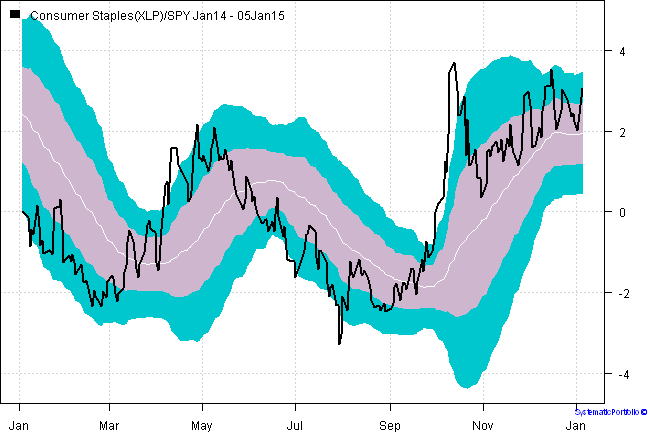 Consumer Staples(XLP)/SPY Jan14 - 05Jan15
4
2
0
-2
-4
Jan Mar May Jul Sep Nov Jan
SystematicPortfolio ©